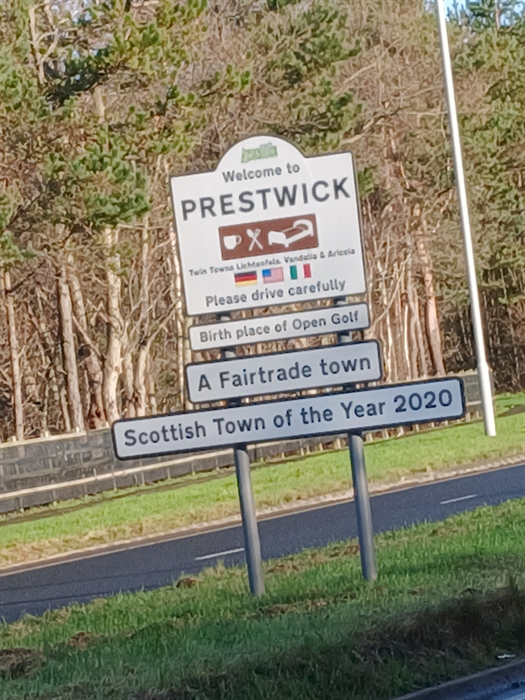 Welcome to
PRESTWICK
Twin Towns Lichtenfels, Vandalia & Ariccia
Please drive carefully
Birth place of Open Golf
A Fairtrade town
Scottish Town of the Year 2020